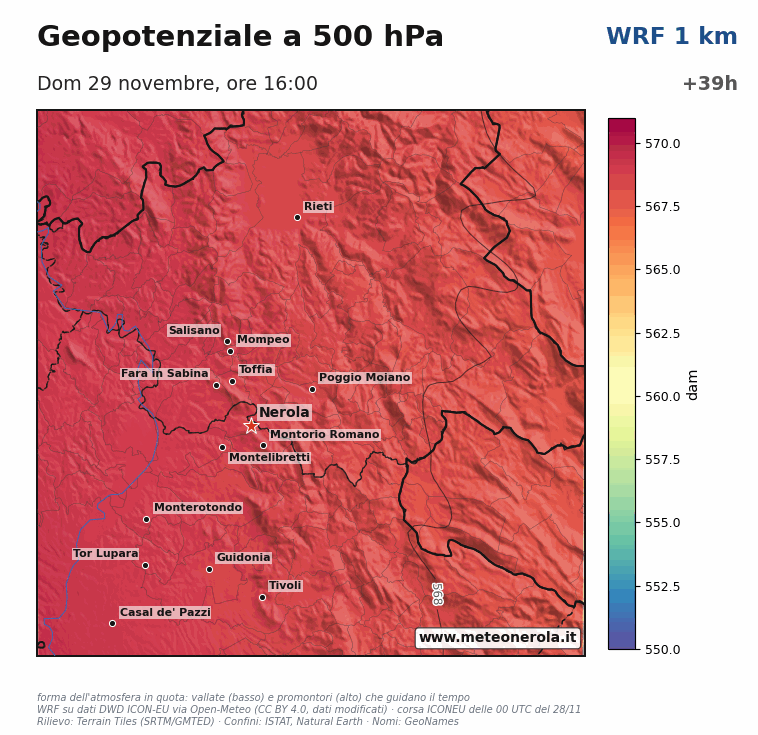 Geopotenziale a 500 hPa
WRF 1 km
Dom 29 novembre, ore 16:00
+39h
Rieti
Salisano
Mompeo
Toffia
Fara in Sabina
Poggio Moiano
Nerola
Montorio Romano
Montelibretti
Monterotondo
Tor Lupara
Guidonia
Tivoli
Casal de' Pazzi
568
www.meteonerola.it
570.0
567.5
565.0
562.5
560.0
557.5
555.0
552.5
550.0
dam
forma dell'atmosfera in quota: vallate (basso) e promontori (alto) che guidano il tempo
WRF su dati DWD ICON-EU via Open-Meteo (CC BY 4.0, dati modificati) · corsa ICONEU delle 00 UTC del 28/11
Rilievo: Terrain Tiles (SRTM/GMTED) · Confini: ISTAT, Natural Earth · Nomi: GeoNames